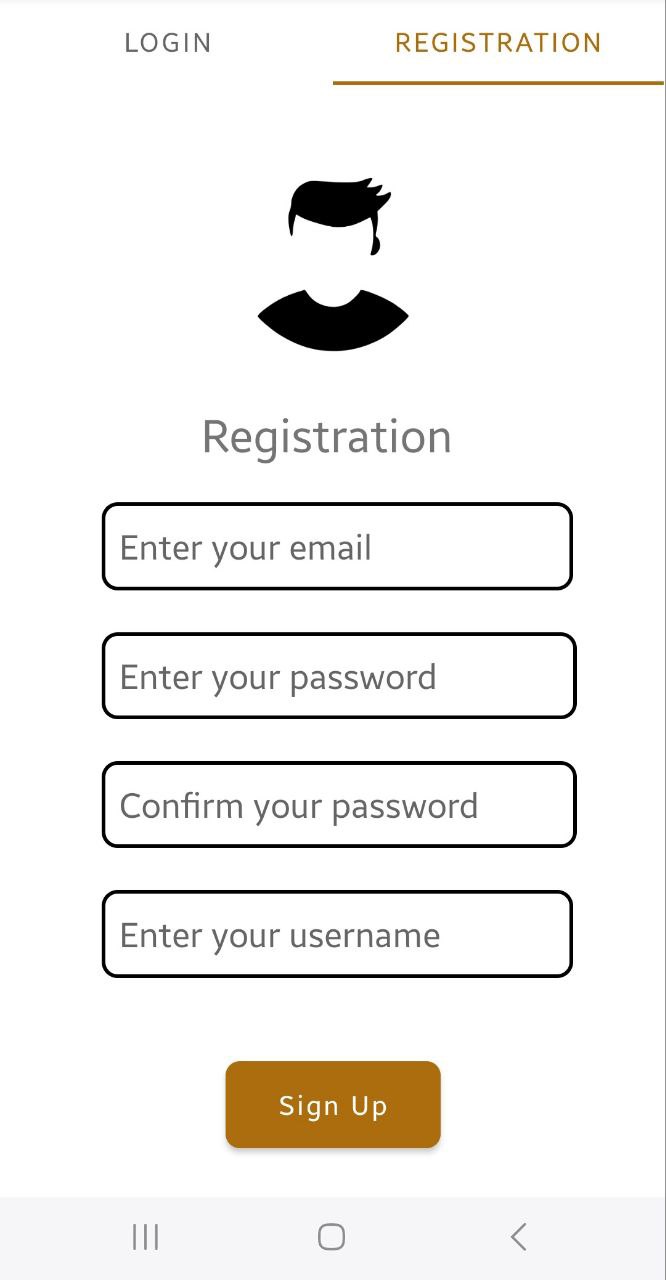 LOGIN REGISTRATION
Registration
Enter your email
Enter your password
Confirm your password
Enter your username
Sign Up